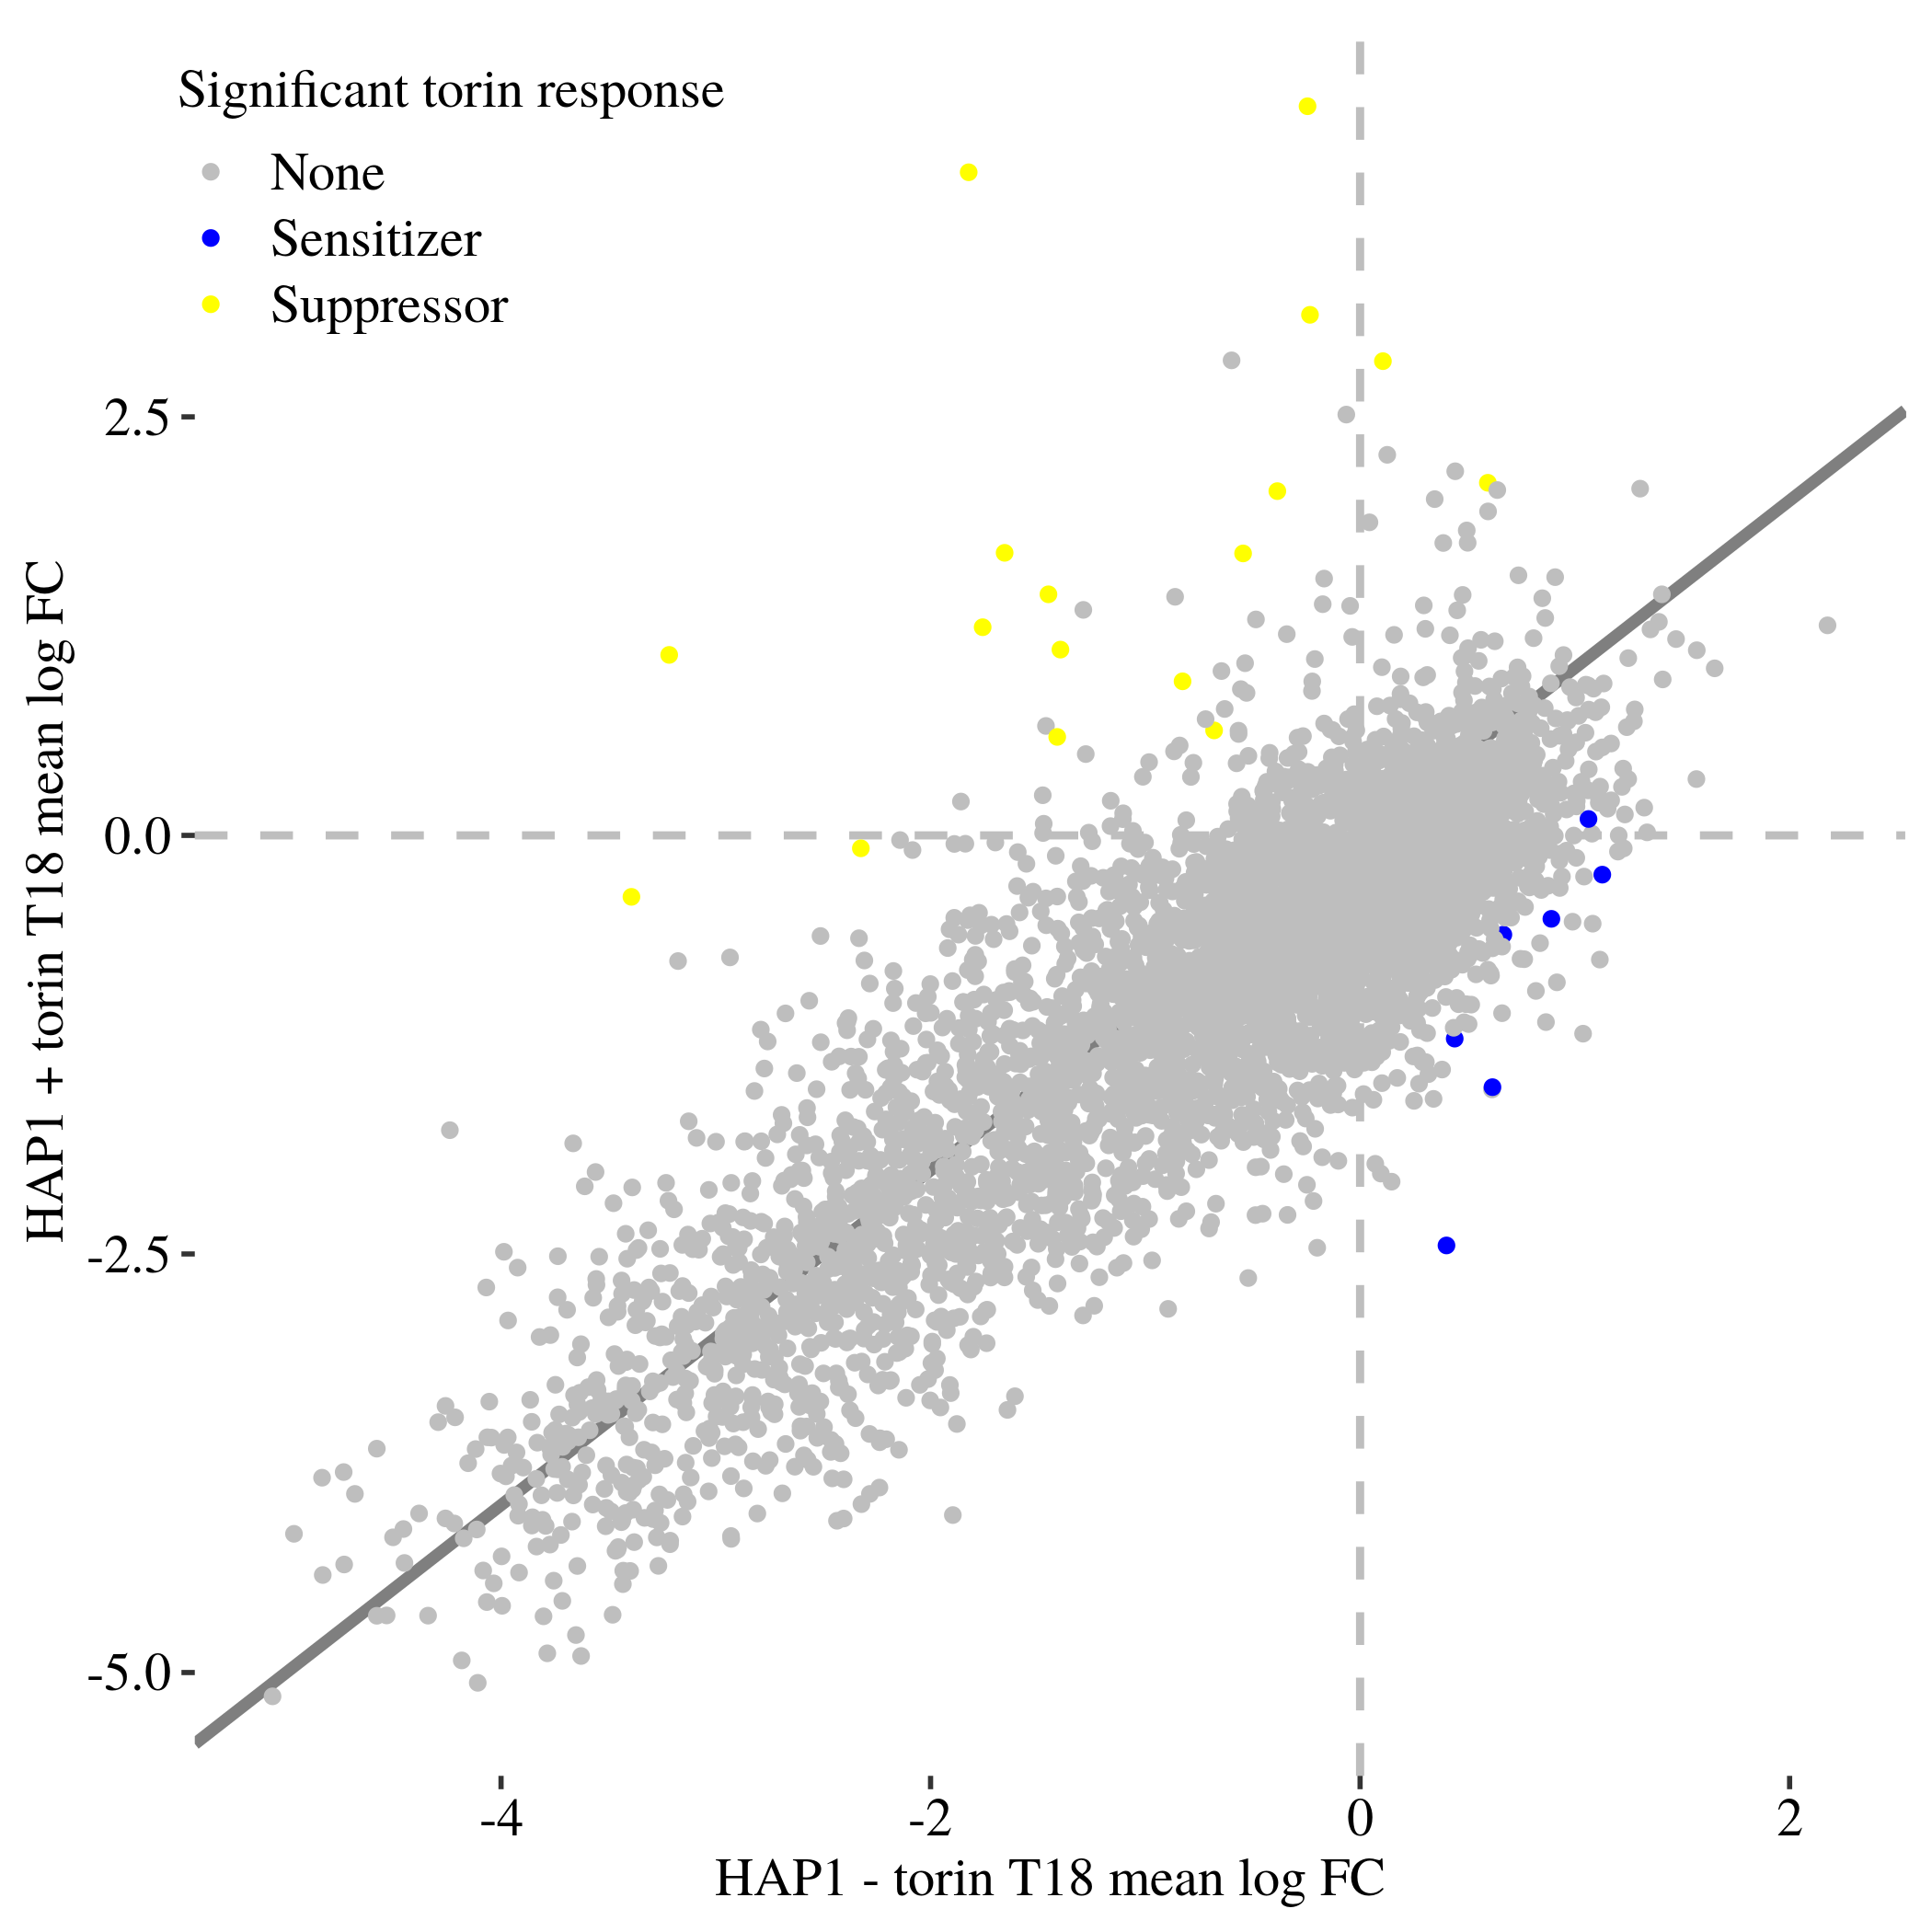 Significant torin response
None
Sensitizer
Suppressor
HAP1 + torin T18 mean log FC
2.5
0.0
-2.5
-5.0
-4
-2
0
2
HAP1 - torin T18 mean log FC